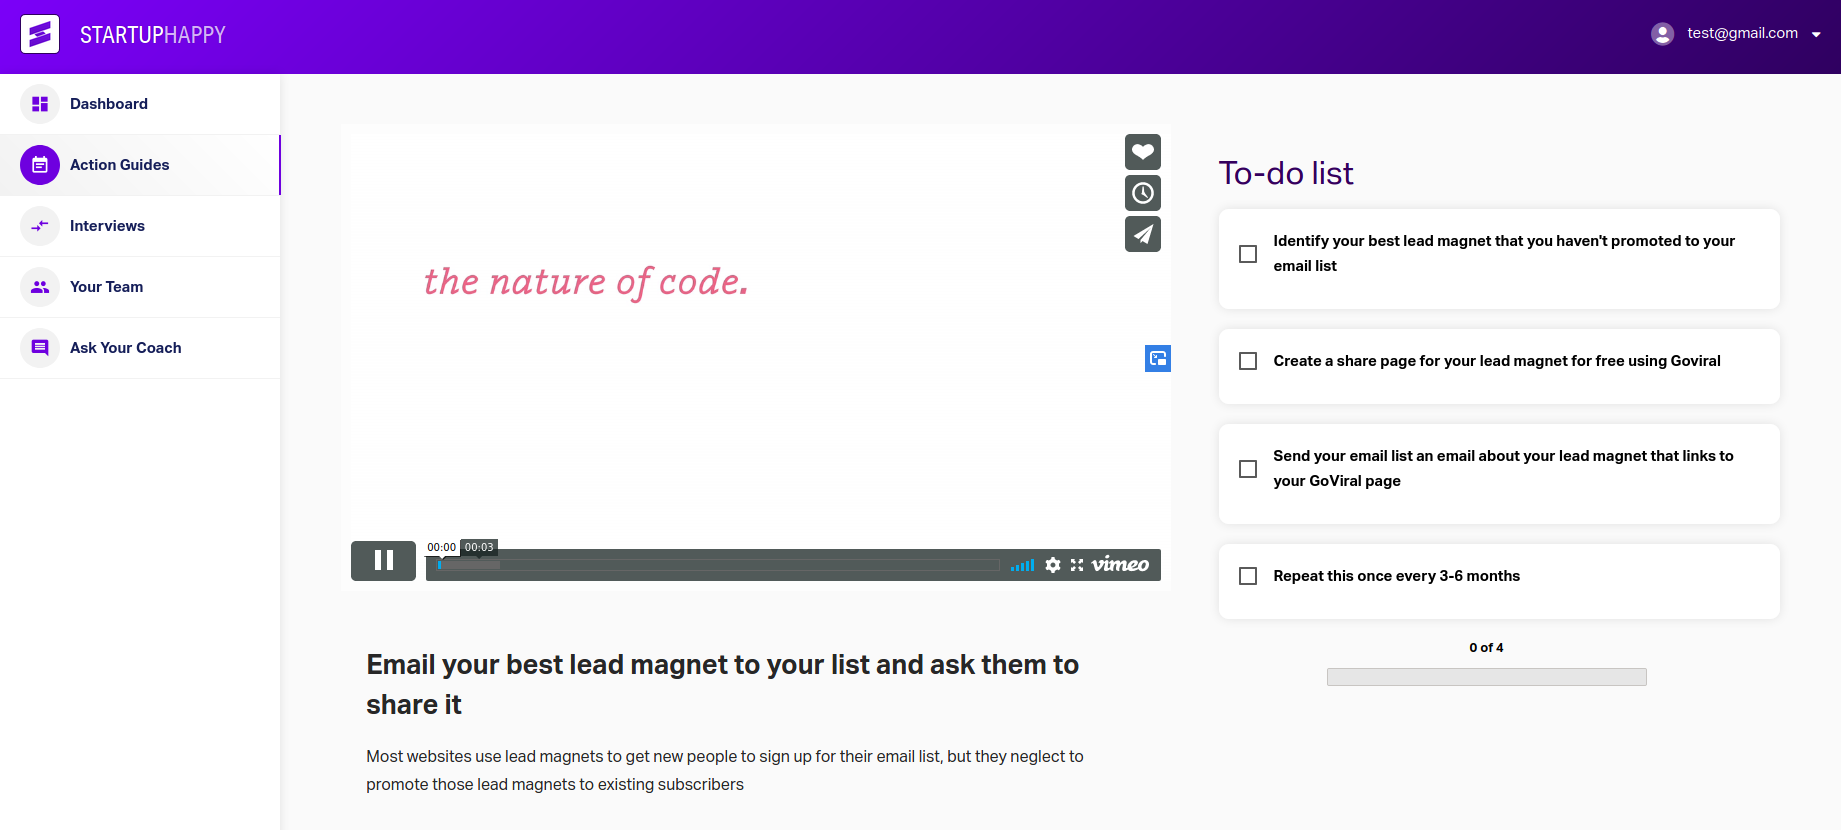 STARTUPHAPPY
test@gmail.com
Dashboard
Action Guides
Interviews
Your Team
Ask Your Coach
the nature of code.
00:00 00:03
vimeo
Email your best lead magnet to your list and ask them to
share it
Most websites use lead magnets to get new people to sign up for their email list, but they neglect to
promote those lead magnets to existing subscribers
To-do list
Identify your best lead magnet that you haven't promoted to your
email list
Create a share page for your lead magnet for free using Goviral
Send your email list an email about your lead magnet that links to
your GoViral page
Repeat this once every 3-6 months
0 of 4